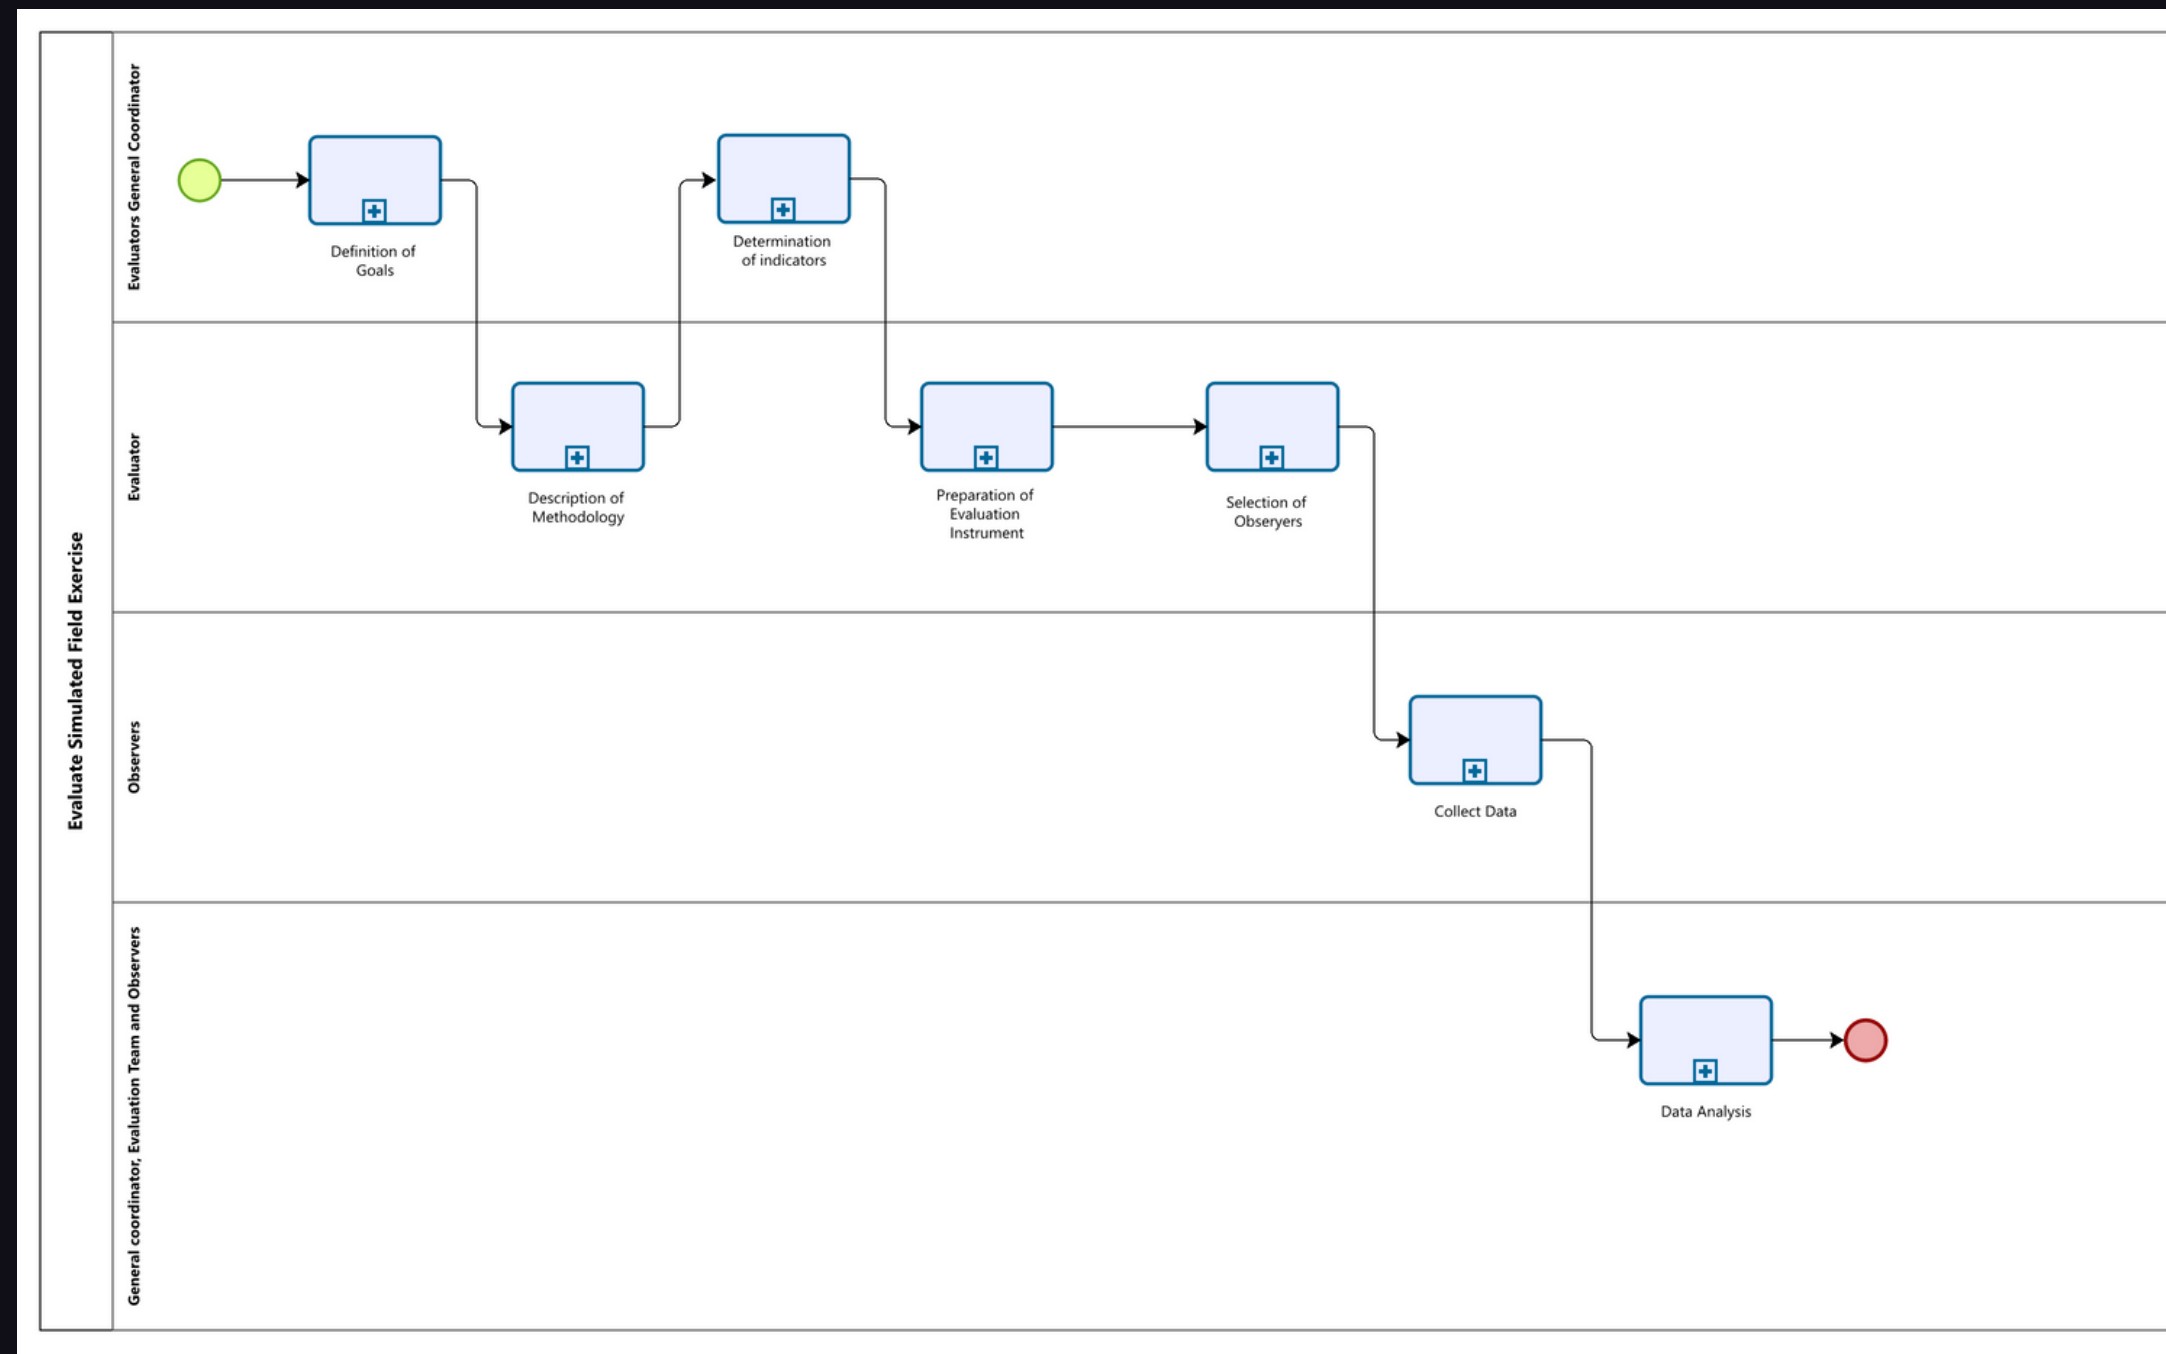 Evaluate Simulated Field Exercise
Evaluators General Coordinator
Definition of
Goals
Determination
of indicators
Evaluator
Description of
Methodology
Preparation of
Evaluation
Instrument
Selection of
Obseryers
Observers
Collect Data
General coordinator, Evaluation Team and Observers
Data Analysis